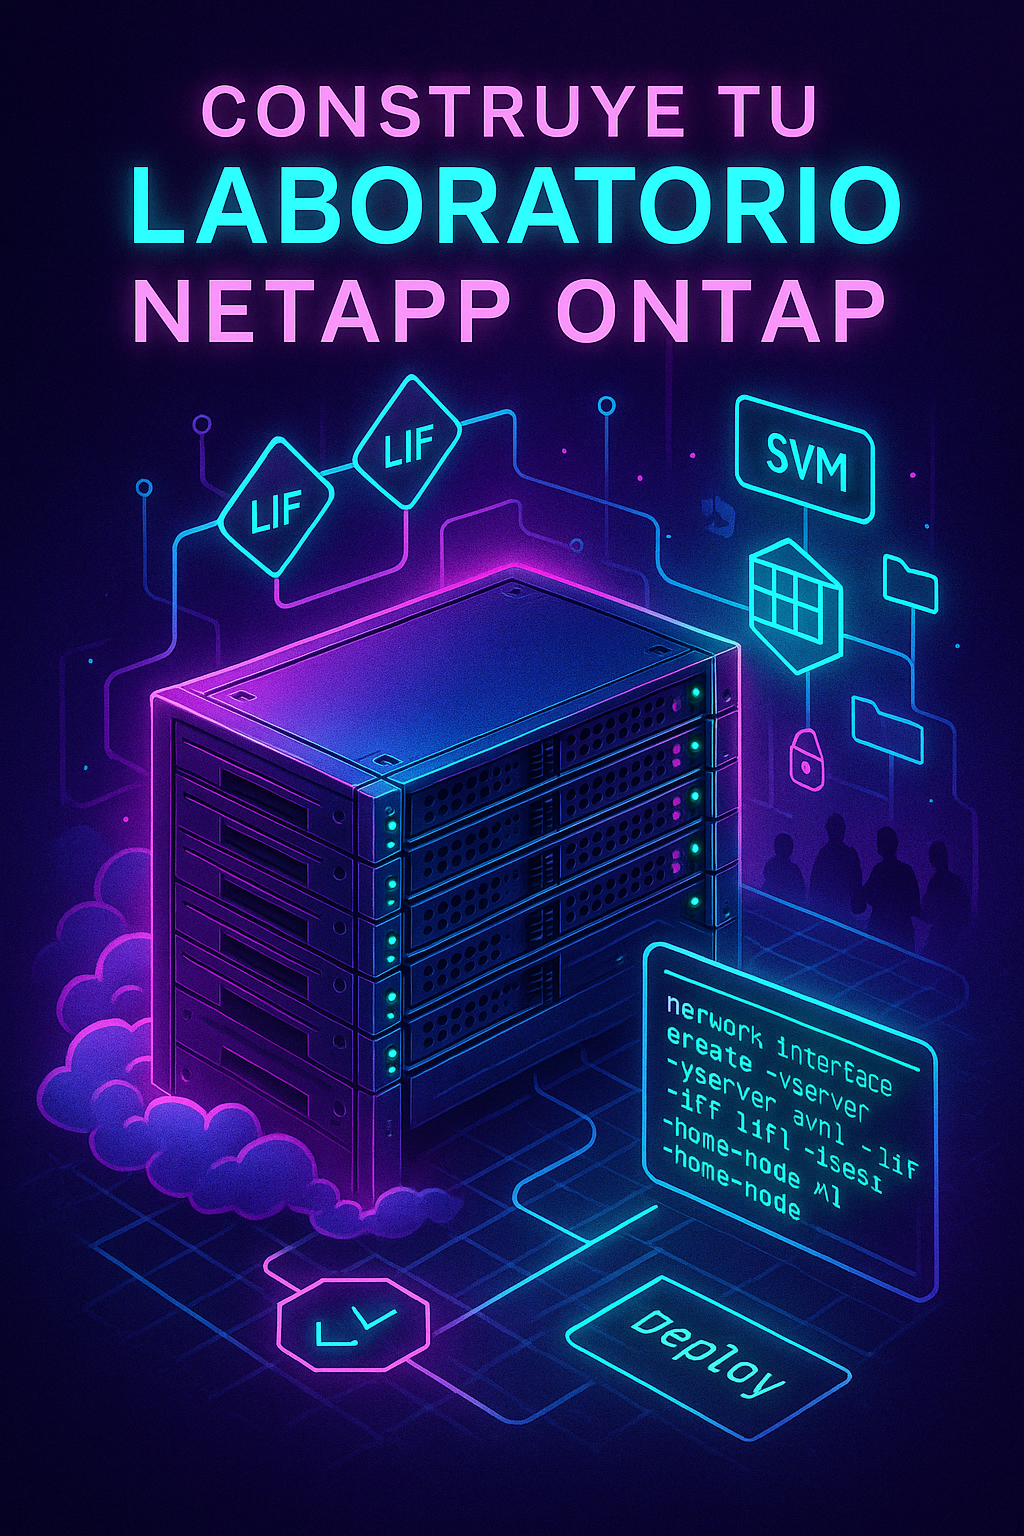 CONSTRUYE TU
LABORATORIO
NETAPP ONTAP
LIF
LIF
SVM
nerwork interface
ereate -vserver
-yserver avnl -lif
-iff lifl -isesı
-home-node
-home-node
Deploy